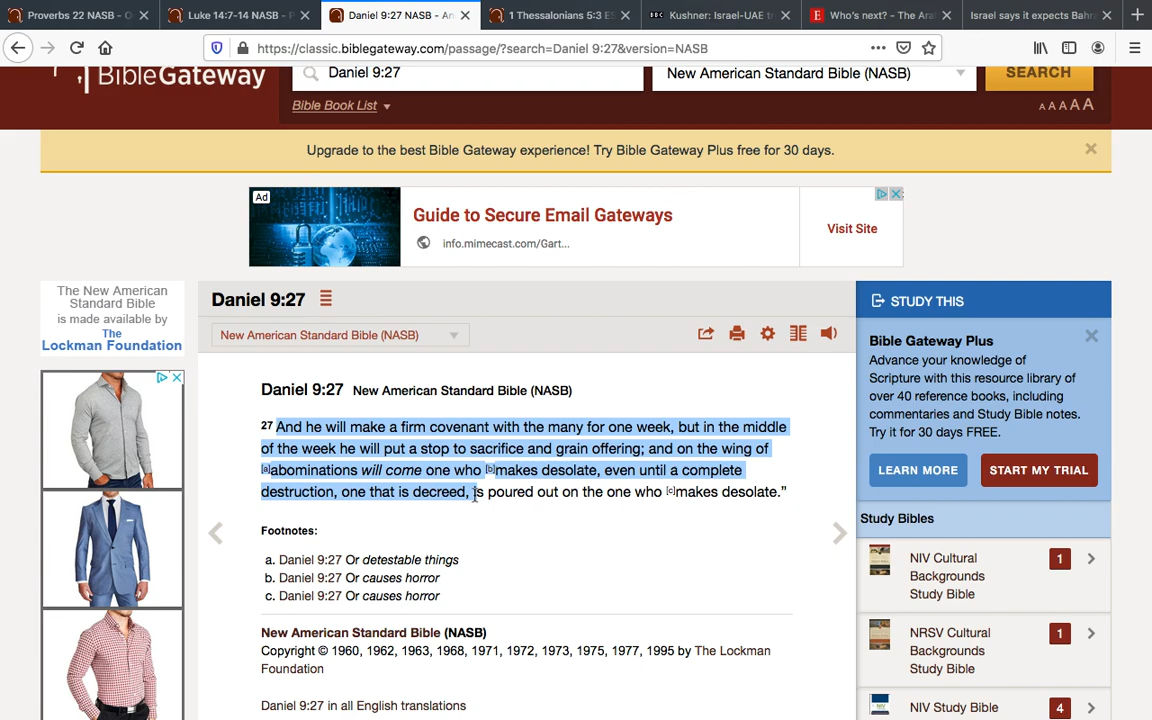 Proverbs 22 NASB - O
Luke 14:7-14 NASB - P
Daniel 9:27 NASB - An
1 Thessalonians 5:3 ES
BBC Kushner: Israel-UAE t
E Who's next? - The Ara
Israel says it expects Bahr
https://classic.biblegateway.com/passage/?search=Daniel 9:27&version=NASB
BibleGateway
Daniel 9:27
New American Standard Bible (NASB)
SEARCH
Bible Book List
A A A A A
Upgrade to the best Bible Gateway experience! Try Bible Gateway Plus free for 30 days.
Ad
Guide to Secure Email Gateways
info.mimecast.com/Gart...
Visit Site
The New American
Standard Bible
is made available by
The
Lockman Foundation
Daniel 9:27
New American Standard Bible (NASB)
Daniel 9:27 New American Standard Bible (NASB)
27 And he will make a firm covenant with the many for one week, but in the middle
of the week he will put a stop to sacrifice and grain offering; and on the wing of
[a]abominations will come one who [b]makes desolate, even until a complete
destruction, one that is decreed, is poured out on the one who [c]makes desolate.”
Footnotes:
a. Daniel 9:27 Or detestable things
b. Daniel 9:27 Or causes horror
c. Daniel 9:27 Or causes horror
New American Standard Bible (NASB)
Copyright © 1960, 1962, 1963, 1968, 1971, 1972, 1973, 1975, 1977, 1995 by The Lockman
Foundation
Daniel 9:27 in all English translations
STUDY THIS
Bible Gateway Plus
Advance your knowledge of
Scripture with this resource library of
over 40 reference books, including
commentaries and Study Bible notes.
Try it for 30 days FREE.
LEARN MORE
START MY TRIAL
Study Bibles
NIV Cultural
Backgrounds
Study Bible
1
NRSV Cultural
Backgrounds
Study Bible
1
NIV Study Bible
4